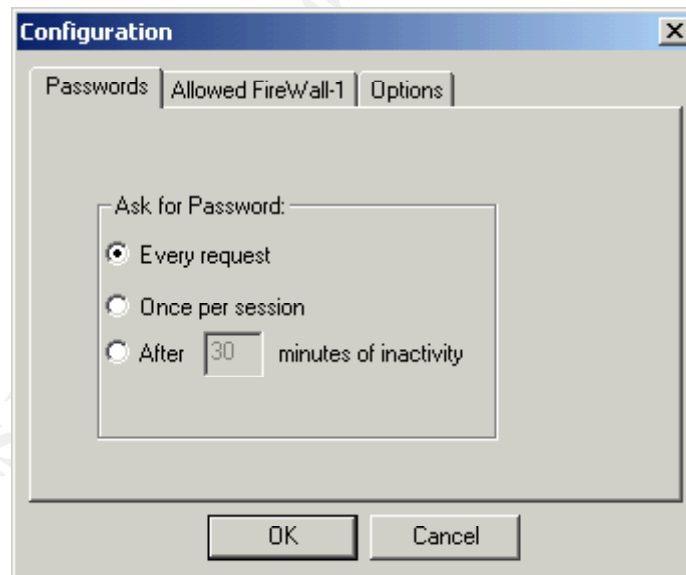 Configuration
Passwords Allowed FireWall-1 Options
Ask for Password:
Every request
Once per session
After 30 minutes of inactivity
OK Cancel